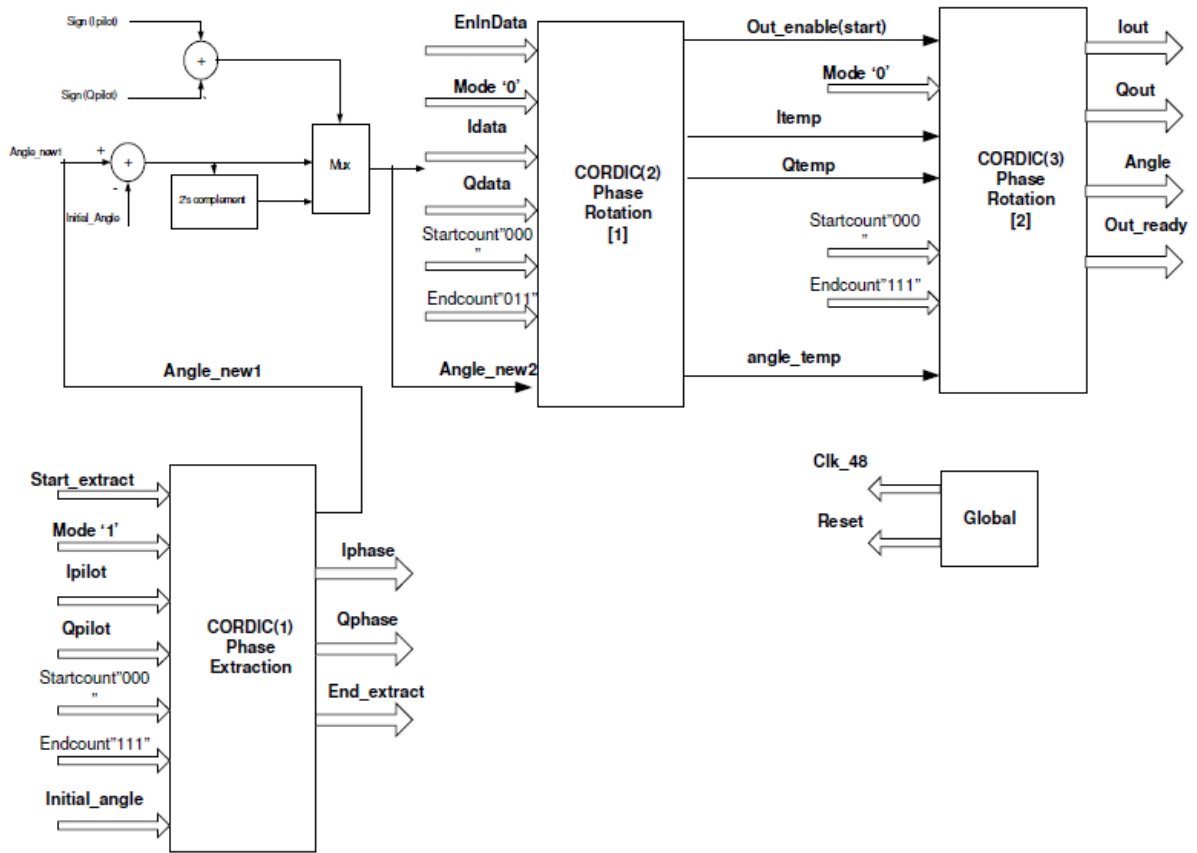 Sign (I pilot)
+
Sign (Qpilot)
-
Angle_new1
+
+
-
Initial_Angle
2's complement
Mux
EnInData
Mode ‘0’
Idata
Qdata
Startcount"000
"
Endcount"011"
Angle_new2
CORDIC(2)
Phase
Rotation
[1]
Out_enable(start)
Mode ‘0’
Itemp
Qtemp
Startcount"000
"
Endcount"111"
angle_temp
CORDIC(3)
Phase
Rotation
[2]
Iout
Qout
Angle
Out_ready
Angle_new1
Start_extract
Mode ‘1’
Ipilot
Qpilot
Startcount"000
"
Endcount"111"
Initial_angle
CORDIC(1)
Phase
Extraction
Iphase
Qphase
End_extract
Clk_48
Reset
Global